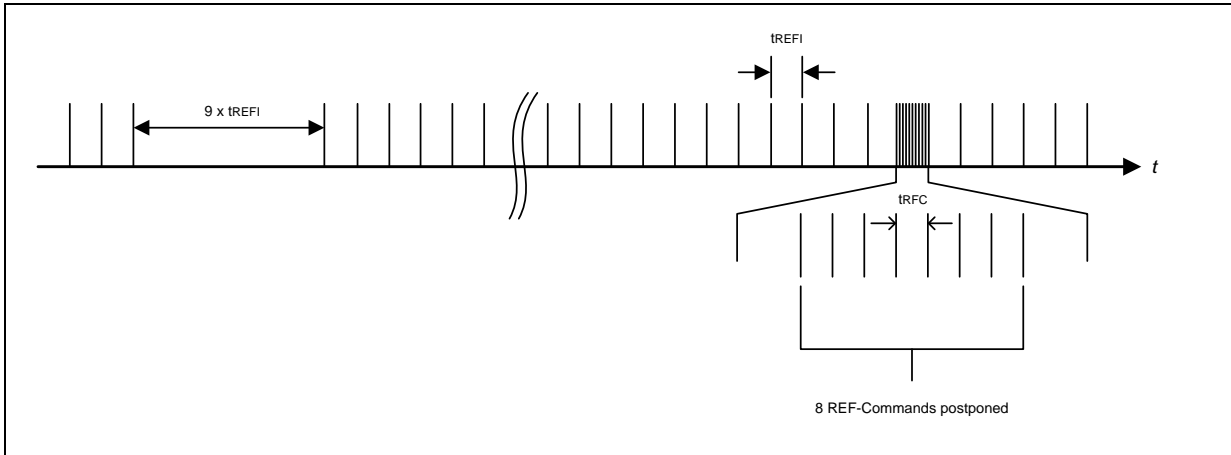 tREFI
9 x tREFI
t
tRFC
8 REF-Commands postponed